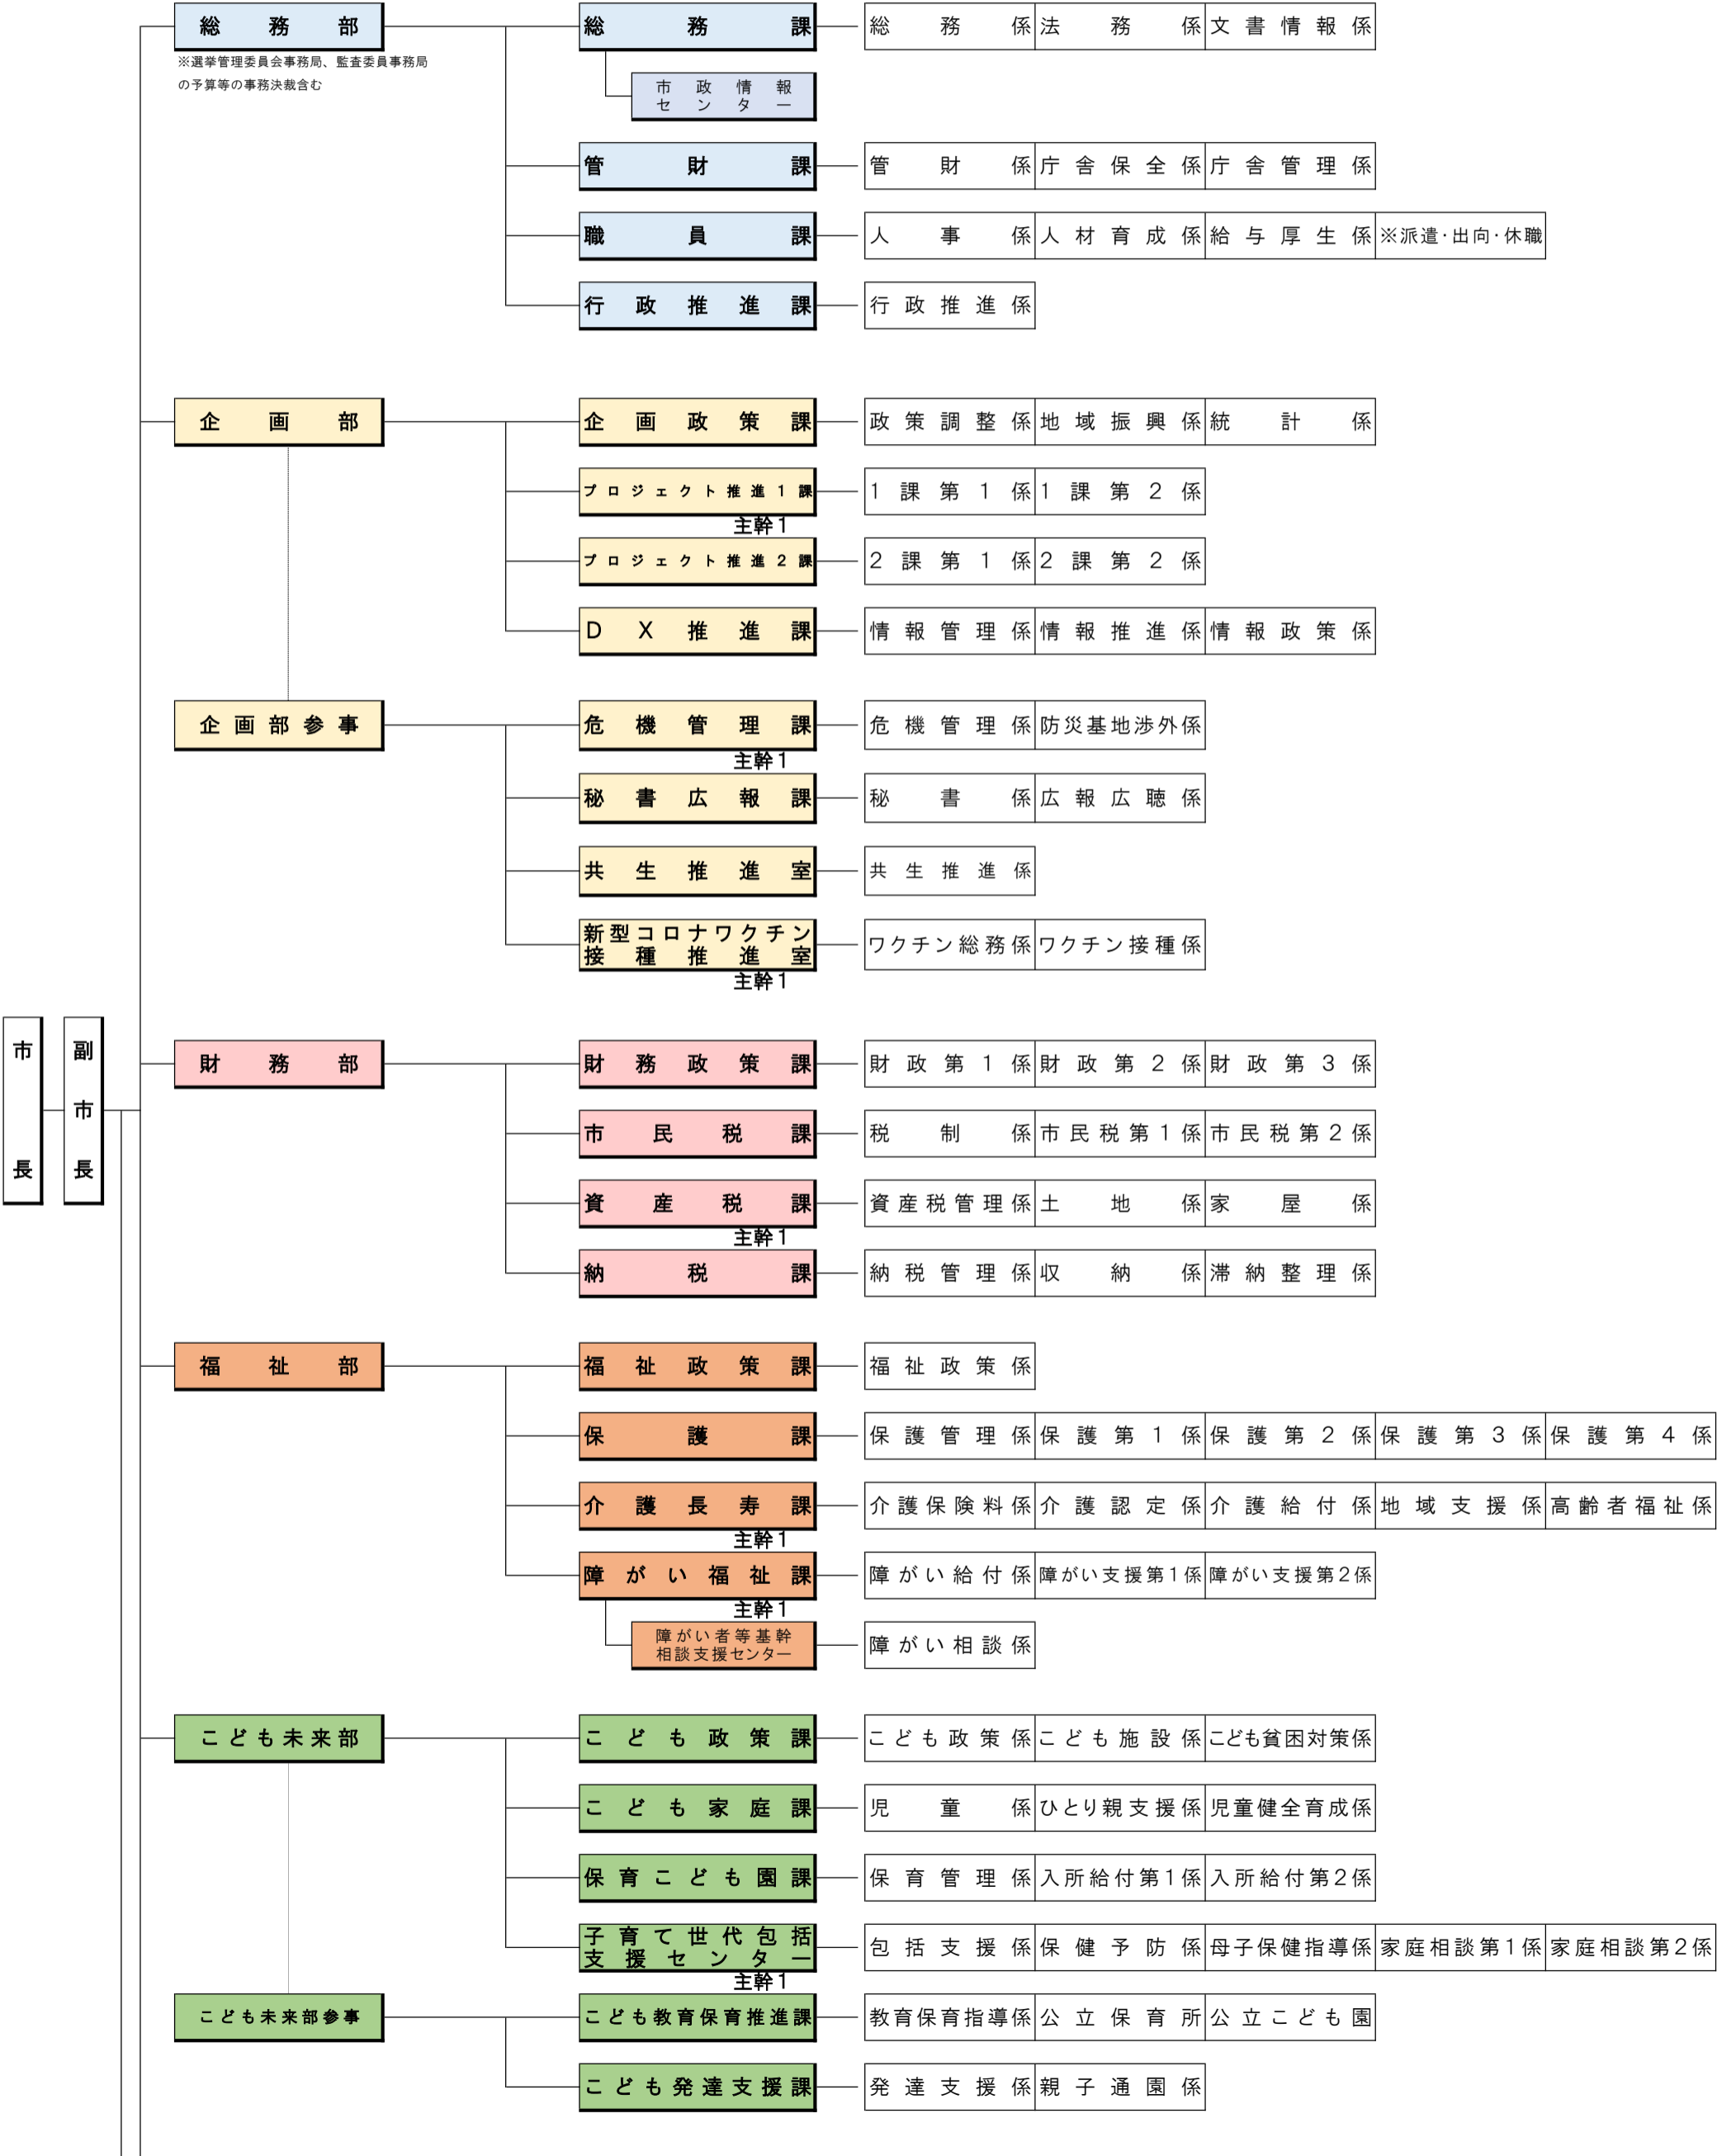 総務部
総務課
総務係 法務係 文書情報係
※選挙管理委員会事務局、監査委員事務局
の予算等の事務決裁含む
市政情報
センター
管財課
管財係 庁舎保全係 庁舎管理係
職員課
人事係 人材育成係 給与厚生係 ※派遣・出向・休職
行政推進課
行政推進係
企画部
企画政策課
政策調整係 地域振興係 統計係
プロジェクト推進1課
1課第1係 1課第2係
主幹1
プロジェクト推進2課
2課第1係 2課第2係
DX推進課
情報管理係 情報推進係 情報政策係
企画部参事
危機管理課
危機管理係 防災基地渉外係
主幹1
秘書広報課
秘書係 広報広聴係
共生推進室
共生推進係
新型コロナワクチン
接種推進室
ワクチン総務係 ワクチン接種係
主幹1
市長
副市長
財務部
財務政策課
財政第1係 財政第2係 財政第3係
市民税課
税制係 市民税第1係 市民税第2係
資産税課
資産税管理係 土地係 家屋係
主幹1
納税課
納税管理係 収納係 滞納整理係
福祉部
福祉政策課
福祉政策係
保護課
保護管理係 保護第1係 保護第2係 保護第3係 保護第4係
介護長寿課
介護保険料係 介護認定係 介護給付係 地域支援係 高齢者福祉係
主幹1
障がい福祉課
障がい給付係 障がい支援第1係 障がい支援第2係
主幹1
障がい者等基幹
相談支援センター
障がい相談係
こども未来部
こども政策課
こども政策係 こども施設係 こども貧困対策係
こども家庭課
児童係 ひとり親支援係 児童健全育成係
保育こども園課
保育管理係 入所給付第1係 入所給付第2係
子育て世代包括
支援センター
包括支援係 保健予防係 母子保健指導係 家庭相談第1係 家庭相談第2係
主幹1
こども未来部参事
こども教育保育推進課
教育保育指導係 公立保育所 公立こども園
こども発達支援課
発達支援係 親子通園係